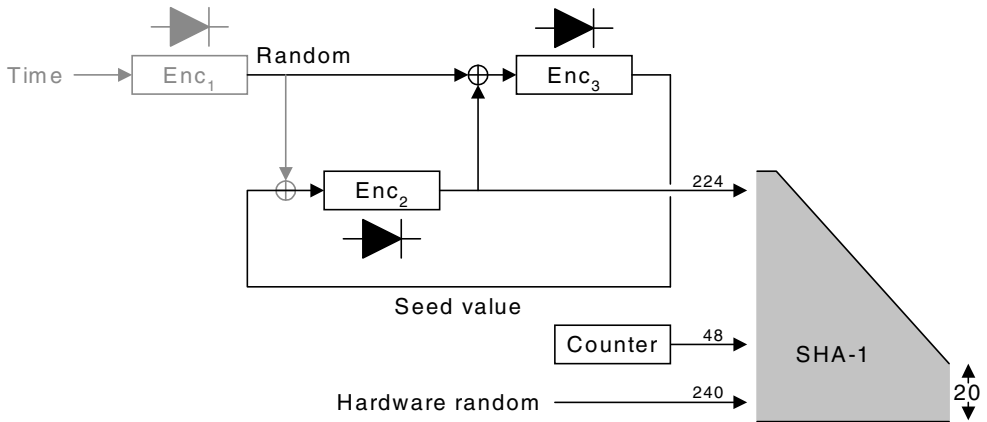 Random
Time
Enc1
Enc3
Enc2
224
Seed value
Counter
48
SHA-1
Hardware random
240
20